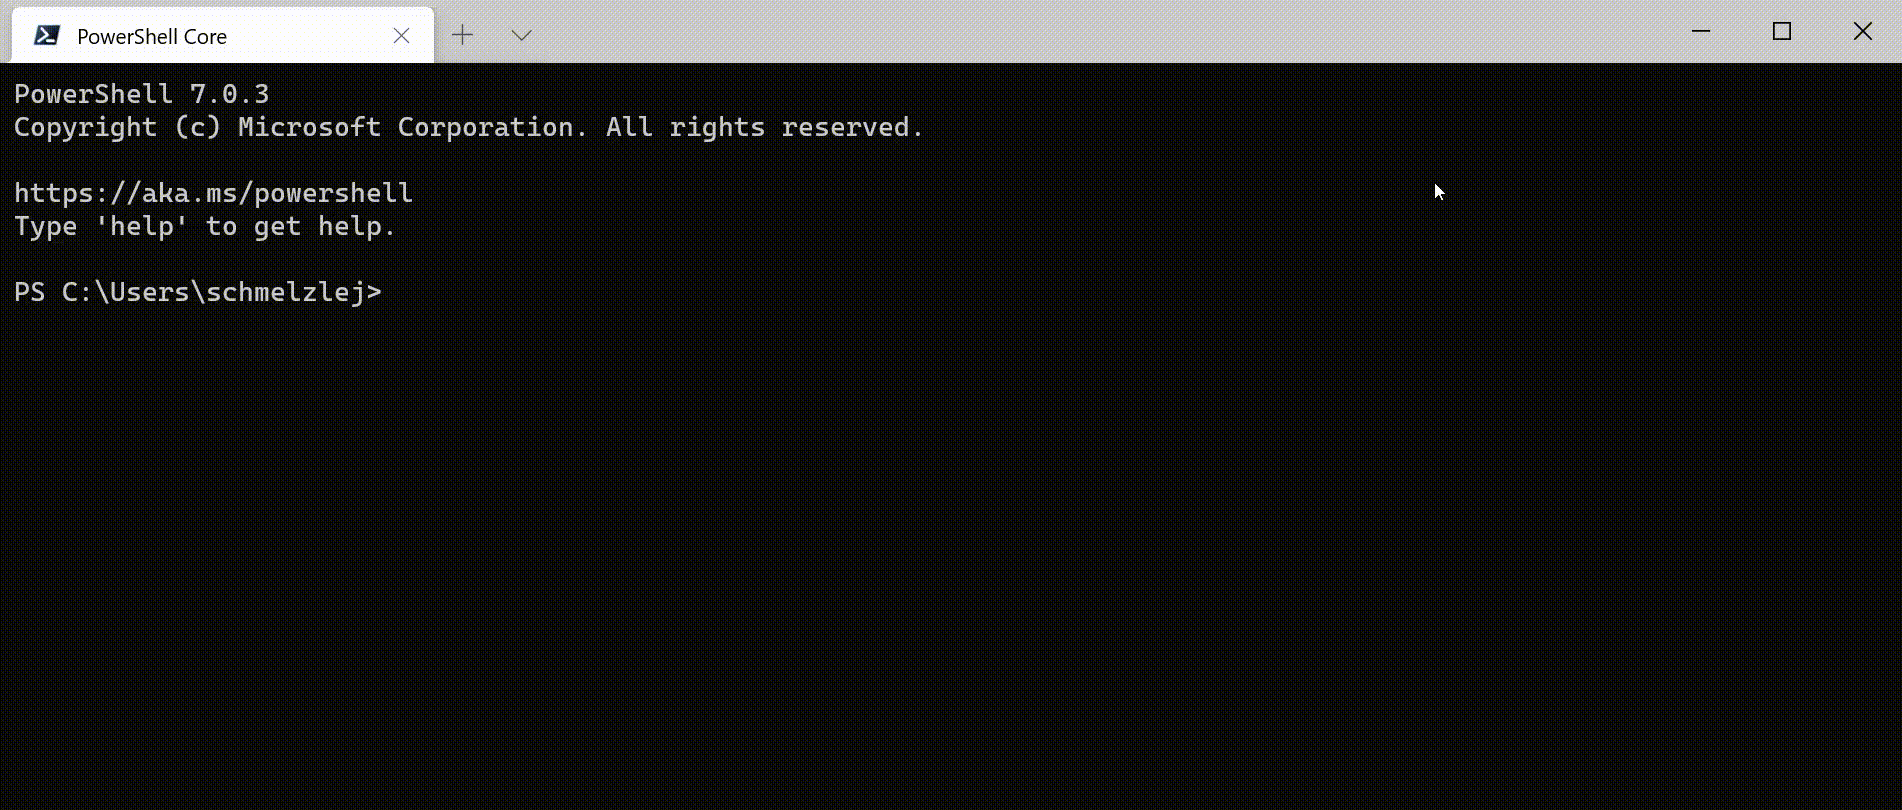 PowerShell Core
PowerShell 7.0.3
Copyright (c) Microsoft Corporation. All rights reserved.
https://aka.ms/powershell
Type 'help' to get help.
PS C:\Users\schmelzlej>